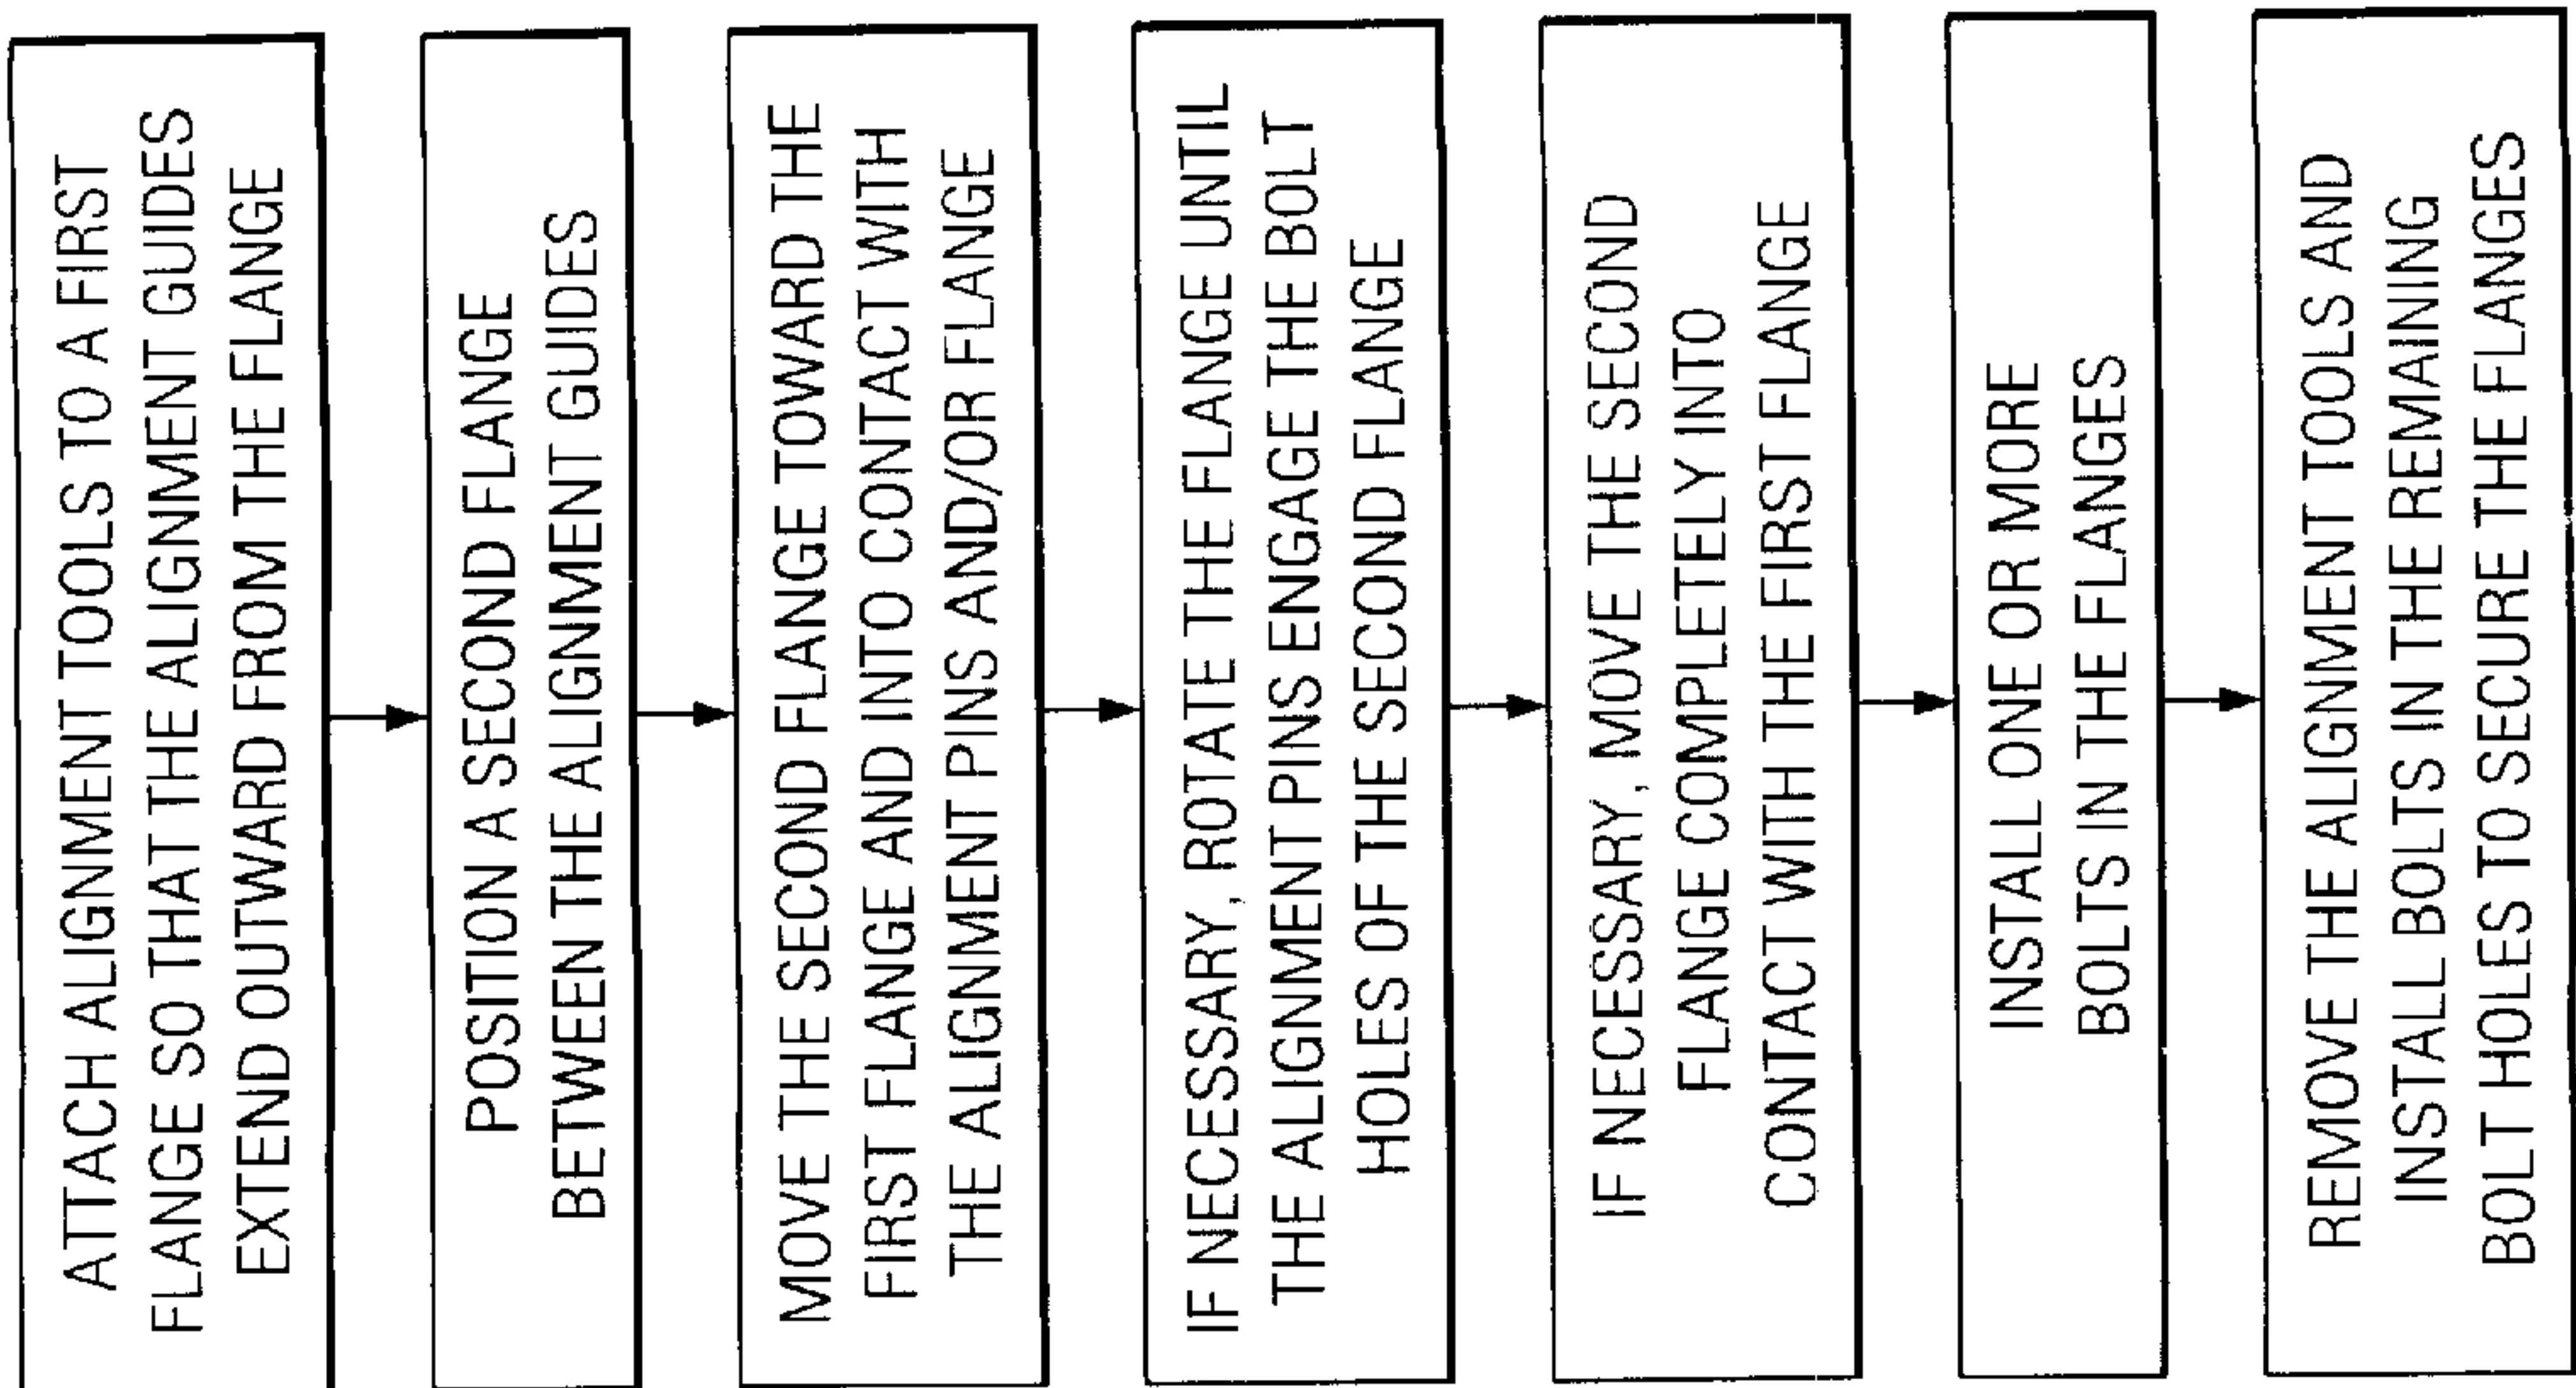 ATTACH ALIGNMENT TOOLS TO A FIRST
FLANGE SO THAT THE ALIGNMENT GUIDES
EXTEND OUTWARD FROM THE FLANGE
POSITION A SECOND FLANGE
BETWEEN THE ALIGNMENT GUIDES
MOVE THE SECOND FLANGE TOWARD THE
FIRST FLANGE AND INTO CONTACT WITH
THE ALIGNMENT PINS AND/OR FLANGE
IF NECESSARY, ROTATE THE FLANGE UNTIL
THE ALIGNMENT PINS ENGAGE THE BOLT
HOLES OF THE SECOND FLANGE
IF NECESSARY, MOVE THE SECOND
FLANGE COMPLETELY INTO
CONTACT WITH THE FIRST FLANGE
INSTALL ONE OR MORE
BOLTS IN THE FLANGES
REMOVE THE ALIGNMENT TOOLS AND
INSTALL BOLTS IN THE REMAINING
BOLT HOLES TO SECURE THE FLANGES